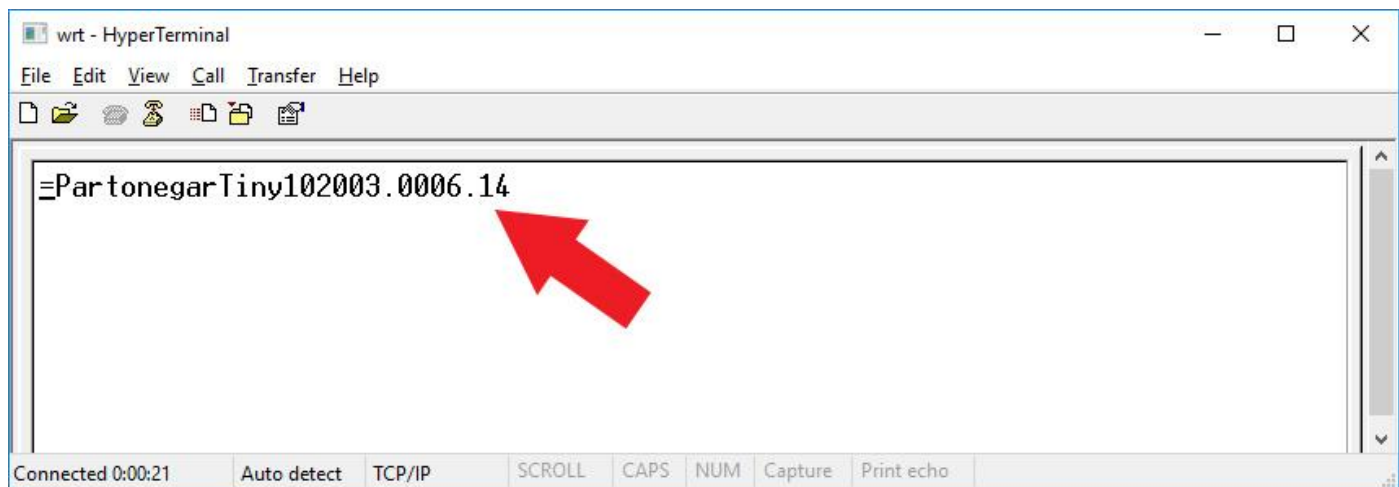 wrt - HyperTerminal
File Edit View Call Transfer Help
≡PartonegarTiny102003.0006.14
Connected 0:00:21 Auto detect TCP/IP SCROLL CAPS NUM Capture Print echo